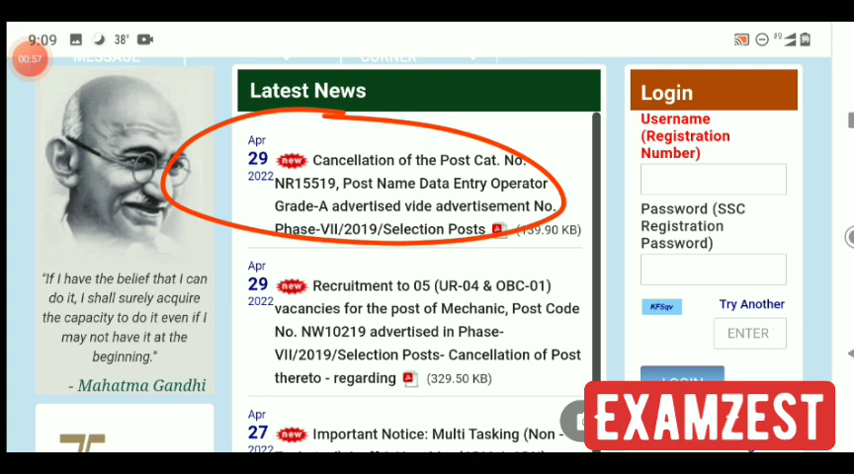 9:09
38°
4G
00:57
MESSAGE
CORNER
Latest News
Apr
29
2022
new
Cancellation of the Post Cat. No.
NR15519, Post Name Data Entry Operator
Grade-A advertised vide advertisement No.
Phase-VII/2019/Selection Posts (139.90 KB)
Apr
29
2022
new
Recruitment to 05 (UR-04 & OBC-01)
vacancies for the post of Mechanic, Post Code
No. NW10219 advertised in Phase-
VII/2019/Selection Posts- Cancellation of Post
thereto - regarding (329.50 KB)
Apr
27
2022
new
Important Notice: Multi Tasking (Non -
Login
Username
(Registration
Number)
Password (SSC
Registration
Password)
KFSqv
Try Another
ENTER
LOGIN
"If I have the belief that I can
do it, I shall surely acquire
the capacity to do it even if I
may not have it at the
beginning."
- Mahatma Gandhi
EXAMZEST